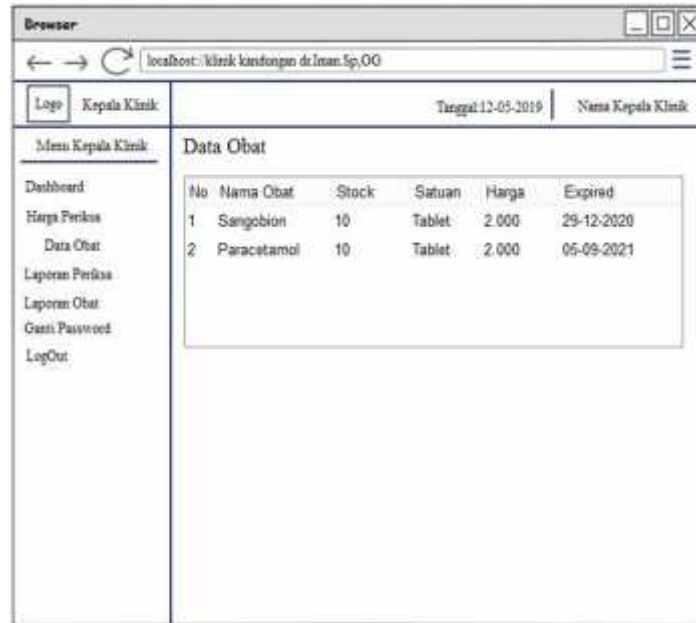 Browser
localhost://klinik kandungan dr.Iman.Sp,OG
Logo Kepala Klinik Tanggal:12-05-2019 Nama Kepala Klinik
Menu Kepala Klinik
Dashboard
Harga Periksa
Data Obat
Laporan Periksa
Laporan Obat
Ganti Password
LogOut
Data Obat
No Nama Obat Stock Satuan Harga Expired
1 Sangobion 10 Tablet 2.000 29-12-2020
2 Paracetamol 10 Tablet 2.000 05-09-2021